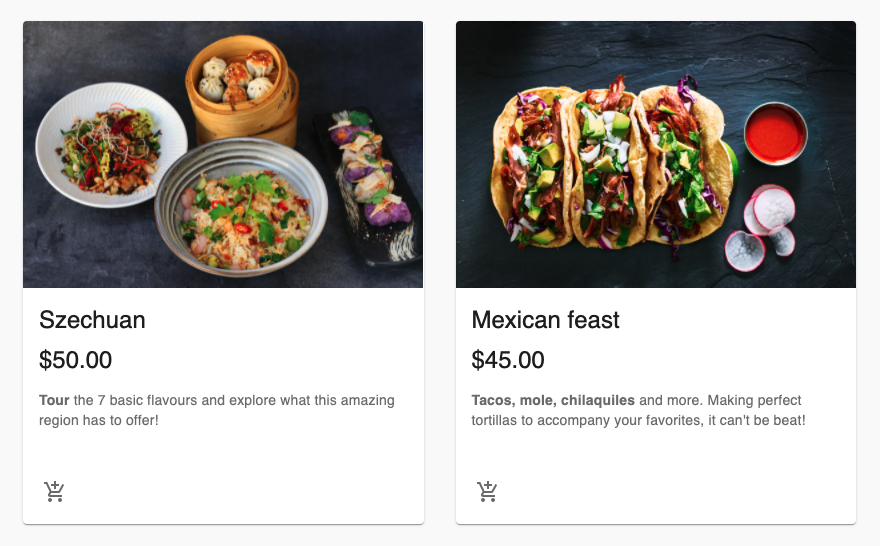 Szechuan
$50.00
Tour the 7 basic flavours and explore what this amazing
region has to offer!
Mexican feast
$45.00
Tacos, mole, chilaquiles and more. Making perfect
tortillas to accompany your favorites, it can't be beat!